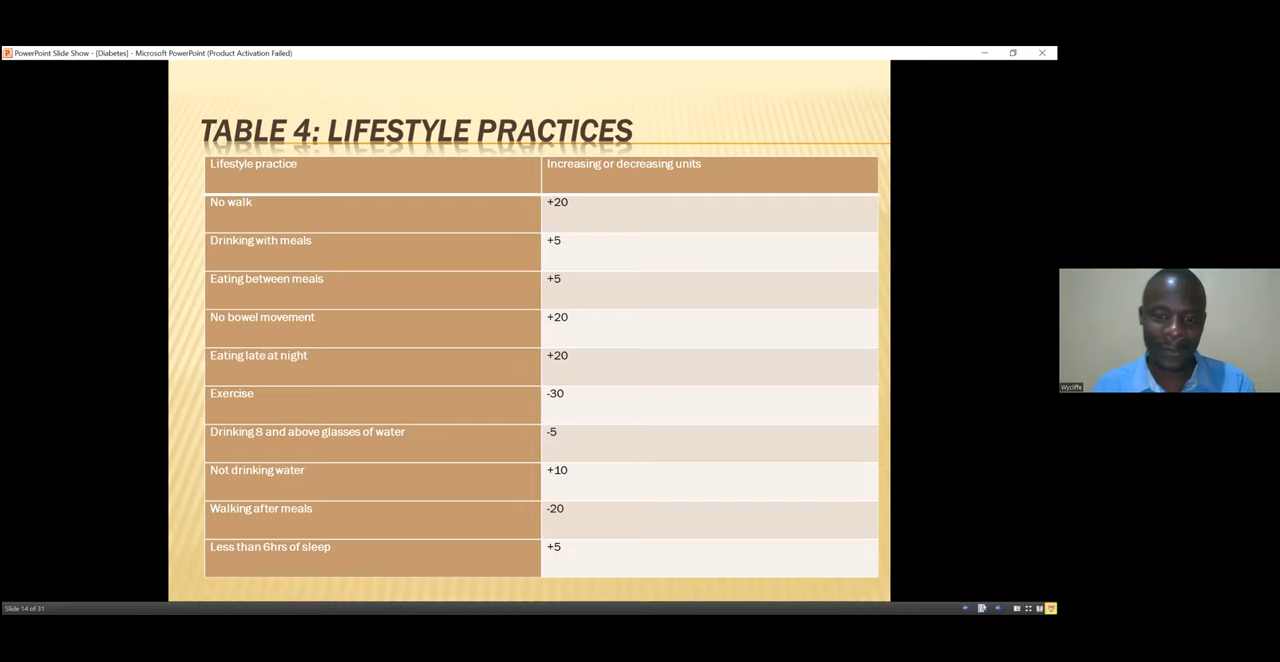 PowerPoint Slide Show - [Diabetes] - Microsoft PowerPoint (Product Activation Failed)
TABLE 4: LIFESTYLE PRACTICES
Lifestyle practice Increasing or decreasing units
No walk +20
Drinking with meals +5
Eating between meals +5
No bowel movement +20
Eating late at night +20
Exercise -30
Drinking 8 and above glasses of water -5
Not drinking water +10
Walking after meals -20
Less than 6hrs of sleep +5
Wycliffe
Slide 14 of 31